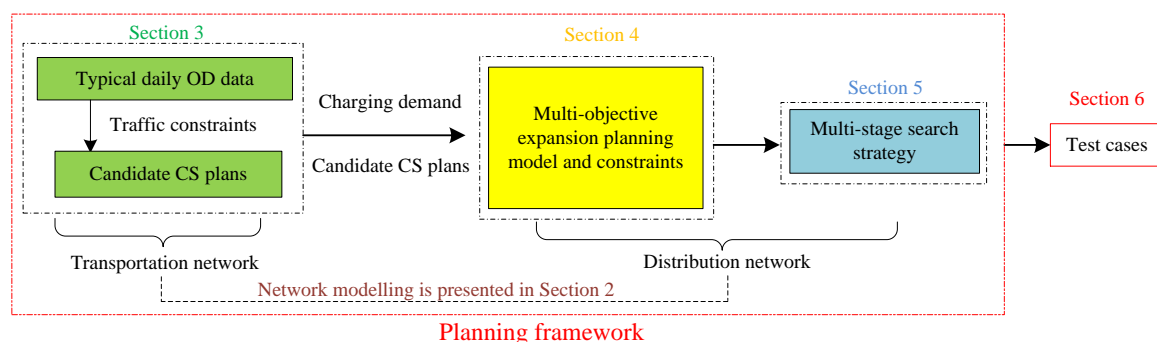 Section 3
Typical daily OD data
Traffic constraints
Candidate CS plans
Transportation network
Charging demand
Candidate CS plans
Section 4
Multi-objective
expansion planning
model and constraints
Section 5
Multi-stage search
strategy
Distribution network
Network modelling is presented in Section 2
Planning framework
Section 6
Test cases